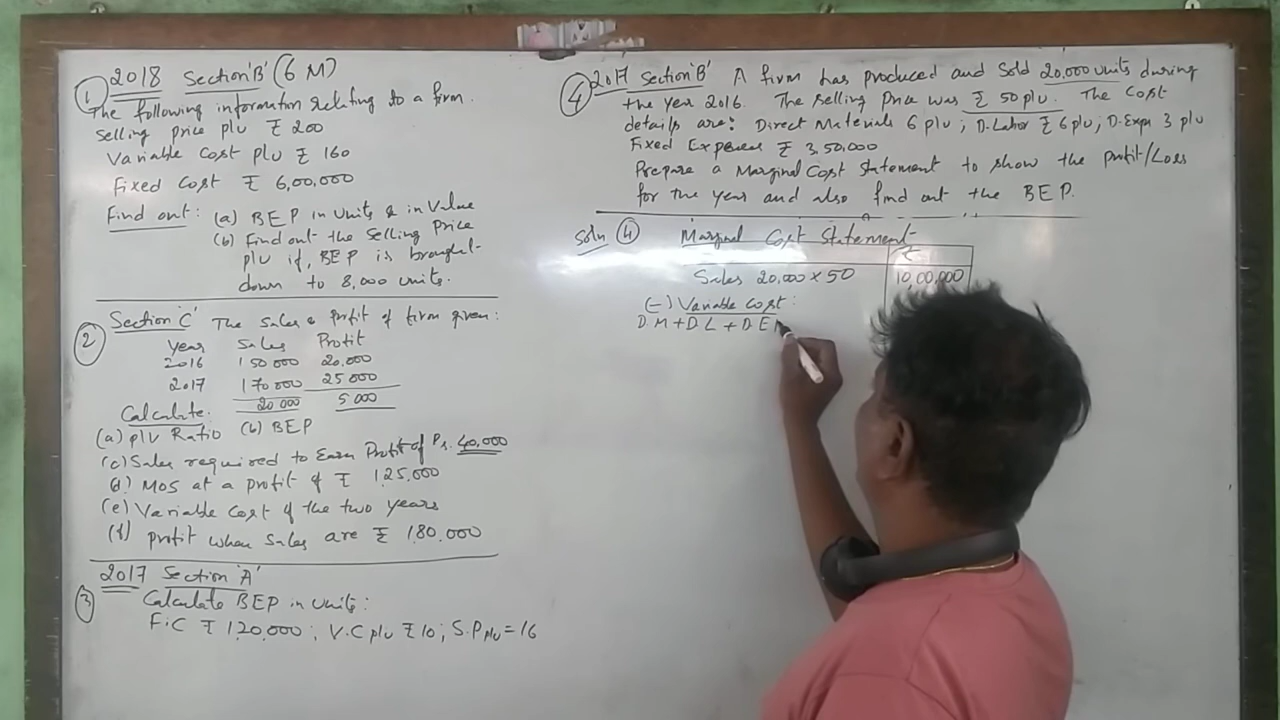 ① 2018 Section 'B' (6 M)
The following information relating to a firm.
Selling price p/u ₹ 200
Variable Cost p/u ₹ 160
Fixed Cost ₹ 6,00,000
Find out: (a) BEP in Units & in Value
(b) Find out the Selling Price
p/u if, BEP is brought
down to 8,000 units.
② Section 'C' The Sales & profit of firm given:
Year Sales Profit
2016 150 000 20.000
2017 170 000 25 000
20 000 5 000
Calculate:
(a) p/v Ratio (b) BEP
(c) Sales required to Earn Profit of Rs. 40,000
(d) MOS at a profit of ₹ 1,25,000
(e) Variable Cost of the two years
(f) profit when Sales are ₹ 1,80,000
2017 Section 'A'
③ Calculate BEP in units:
F.C ₹ 1,20,000; V.C p/u ₹ 10; S.P p/u = 16
④ 2017 Section 'B' A firm has produced and Sold 20,000 units during
the year 2016. The selling Price was ₹ 50 p/u. The Cost
details are: Direct Materials 6 p/u; D.Labor ₹ 6 p/u; D.Expn 3 p/u
Fixed Expenses ₹ 3,50,000
Prepare a Marginal Cost Statement to show the profit/Loss
for the year and also find out the BEP.
Soln ④ Marginal Cost Statement
₹
Sales 20,000 × 50 10,00,000
(-) Variable Cost:
D.M + D.L + D.E